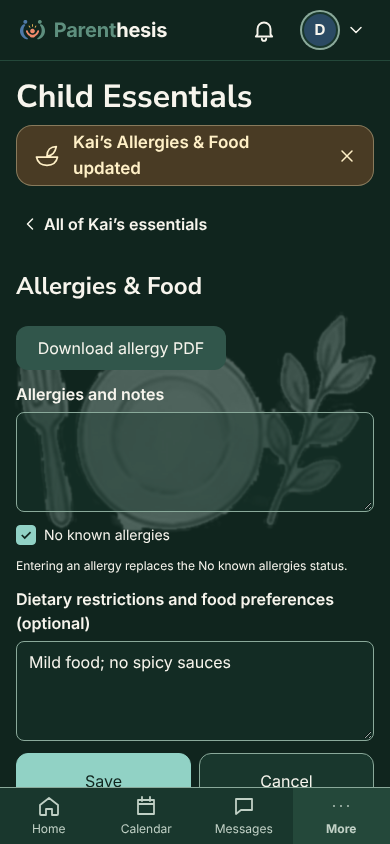 Parenthesis
D
Child Essentials
Kai’s Allergies & Food
updated
All of Kai’s essentials
Allergies & Food
Download allergy PDF
Allergies and notes
No known allergies
Entering an allergy replaces the No known allergies status.
Dietary restrictions and food preferences
(optional)
Mild food; no spicy sauces
Save
Cancel
Home
Calendar
Messages
More